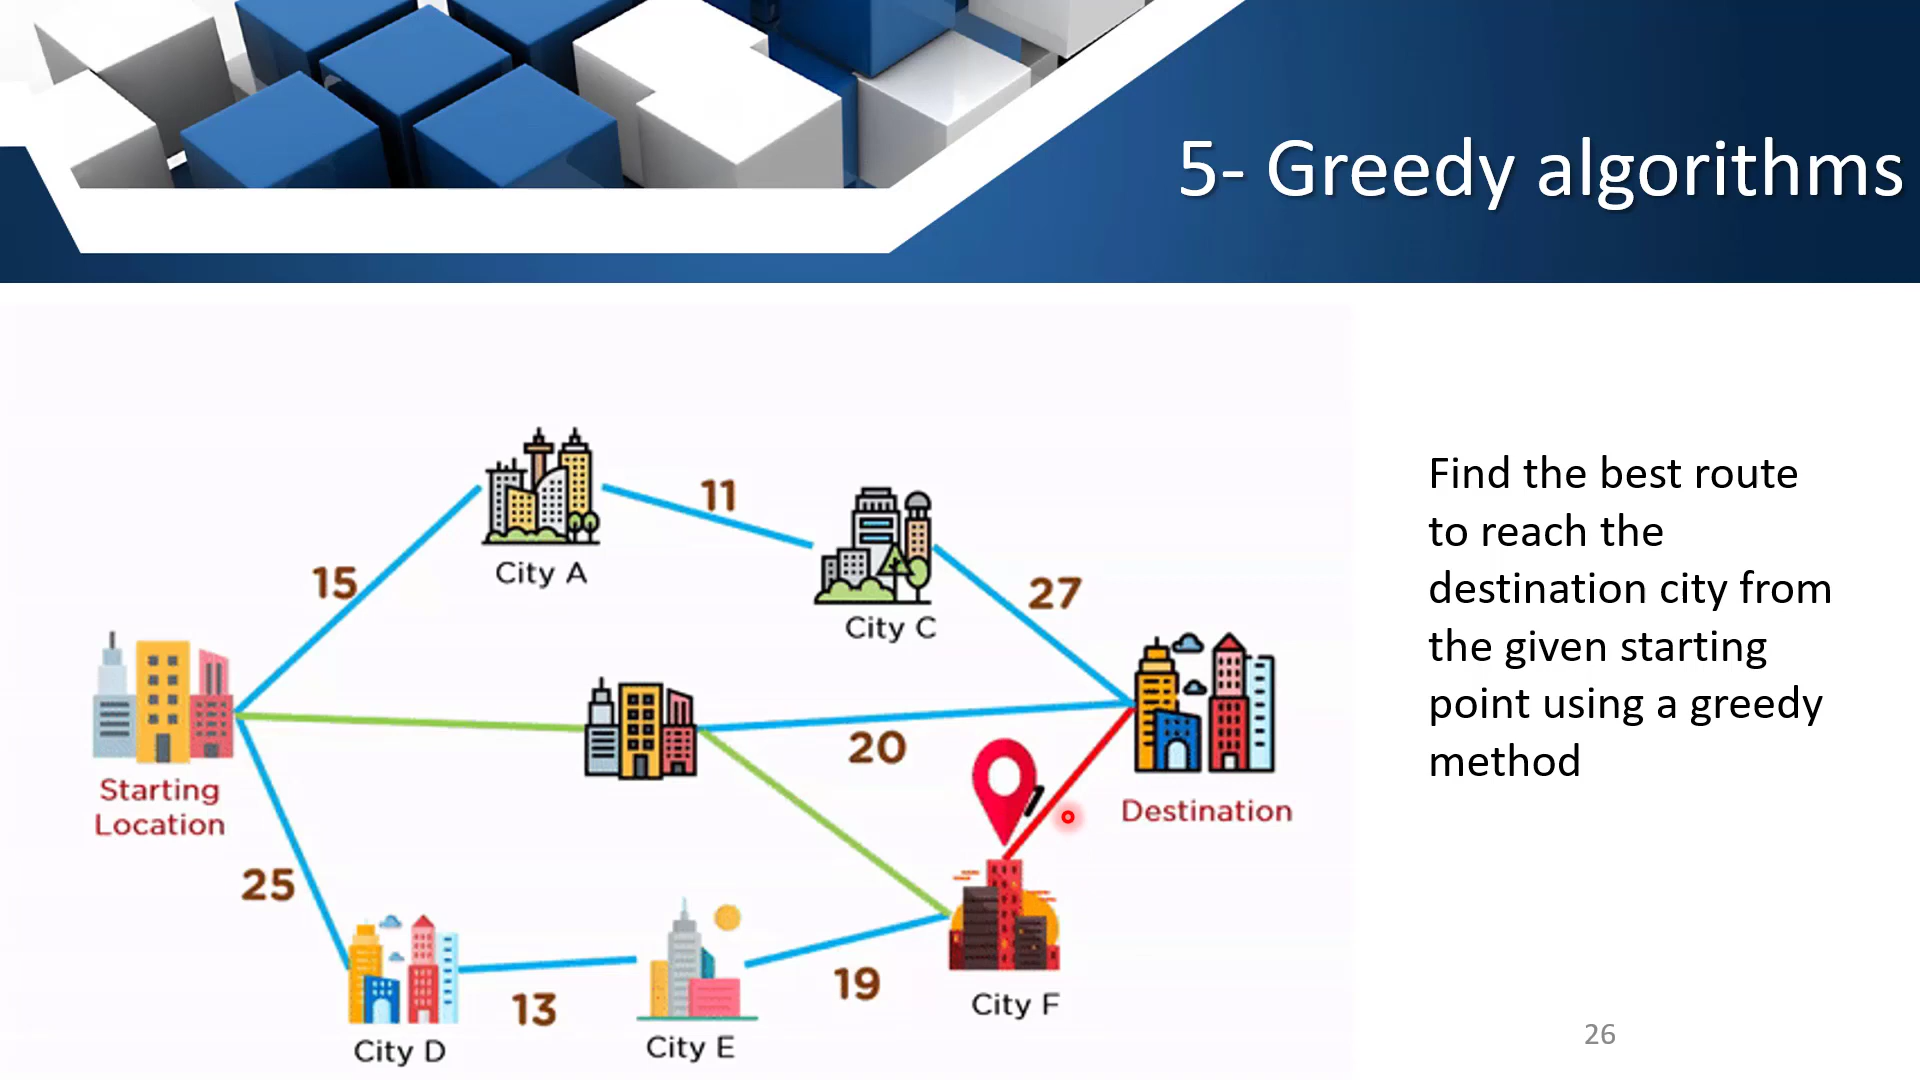 5- Greedy algorithms
11
City A
15
27
City C
Find the best route
to reach the
destination city from
the given starting
point using a greedy
method
20
Starting
Location
Destination
25
19
13
City F
City D
City E
26